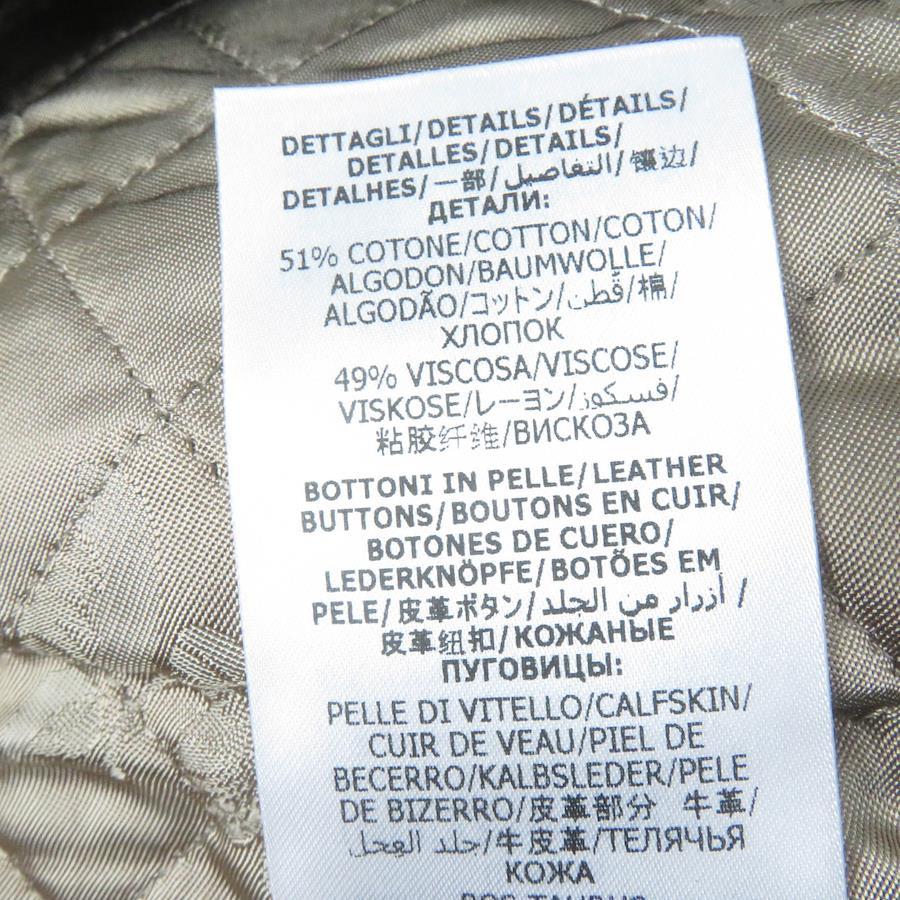 DETTAGLI/DETAILS/DÉTAILS/
DETALLES/DETAILS/
DETALHES/一部/التفاصيل/镶边/
ДЕТАЛИ:
51% COTONE/COTTON/COTON/
ALGODON/BAUMWOLLE/
ALGODÃO/コットン/قطن/棉/
ХЛОПОК
49% VISCOSA/VISCOSE/
VISKOSE/レーヨン/فسكوز/
粘胶纤维/ВИСКОЗА
BOTTONI IN PELLE/LEATHER
BUTTONS/BOUTONS EN CUIR/
BOTONES DE CUERO/
LEDERKNÖPFE/BOTÕES EM
PELE/皮革ボタン/أزرار من الجلد/
皮革纽扣/КОЖАНЫЕ
ПУГОВИЦЫ:
PELLE DI VITELLO/CALFSKIN/
CUIR DE VEAU/PIEL DE
BECERRO/KALBSLEDER/PELE
DE BIZERRO/皮革部分 牛革/
جلد العجل/牛皮革/ТЕЛЯЧЬЯ
КОЖА
BOS TAURUS